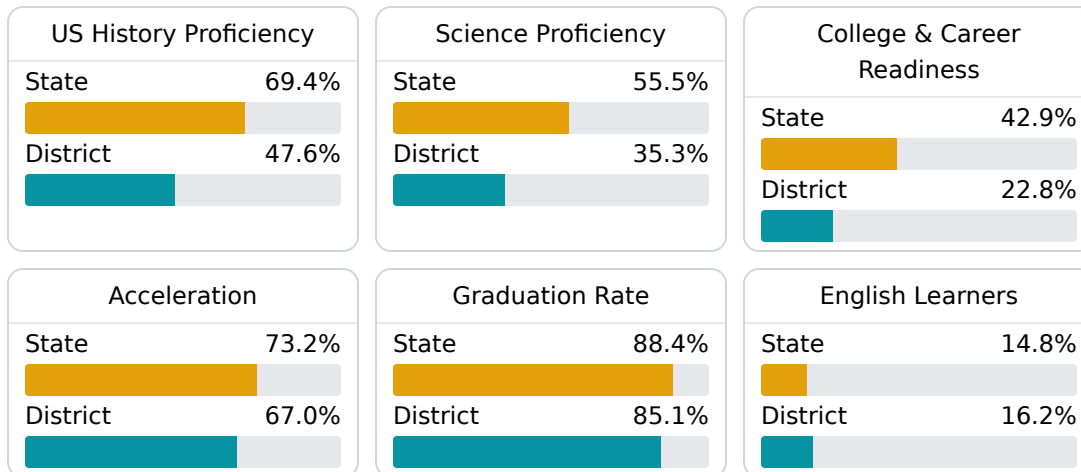 US History Proficiency
State 69.4%
District 47.6%
Science Proficiency
State 55.5%
District 35.3%
College & Career
Readiness
State 42.9%
District 22.8%
Acceleration
State 73.2%
District 67.0%
Graduation Rate
State 88.4%
District 85.1%
English Learners
State 14.8%
District 16.2%